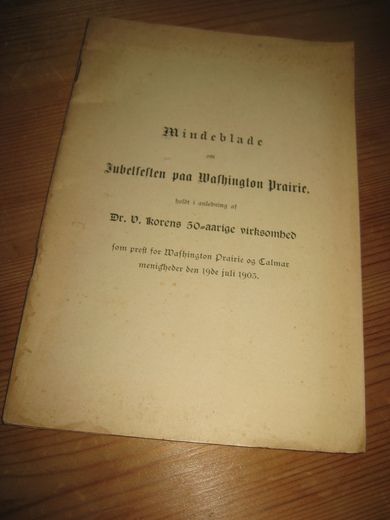 Mindeblade
om
Jubelfesten paa Washington Prairie,
holdt i anledning af
Dr. V. Korens 50-aarige virksomhed
som prest for Washington Prairie og Calmar
menigheder den 19de juli 1903.